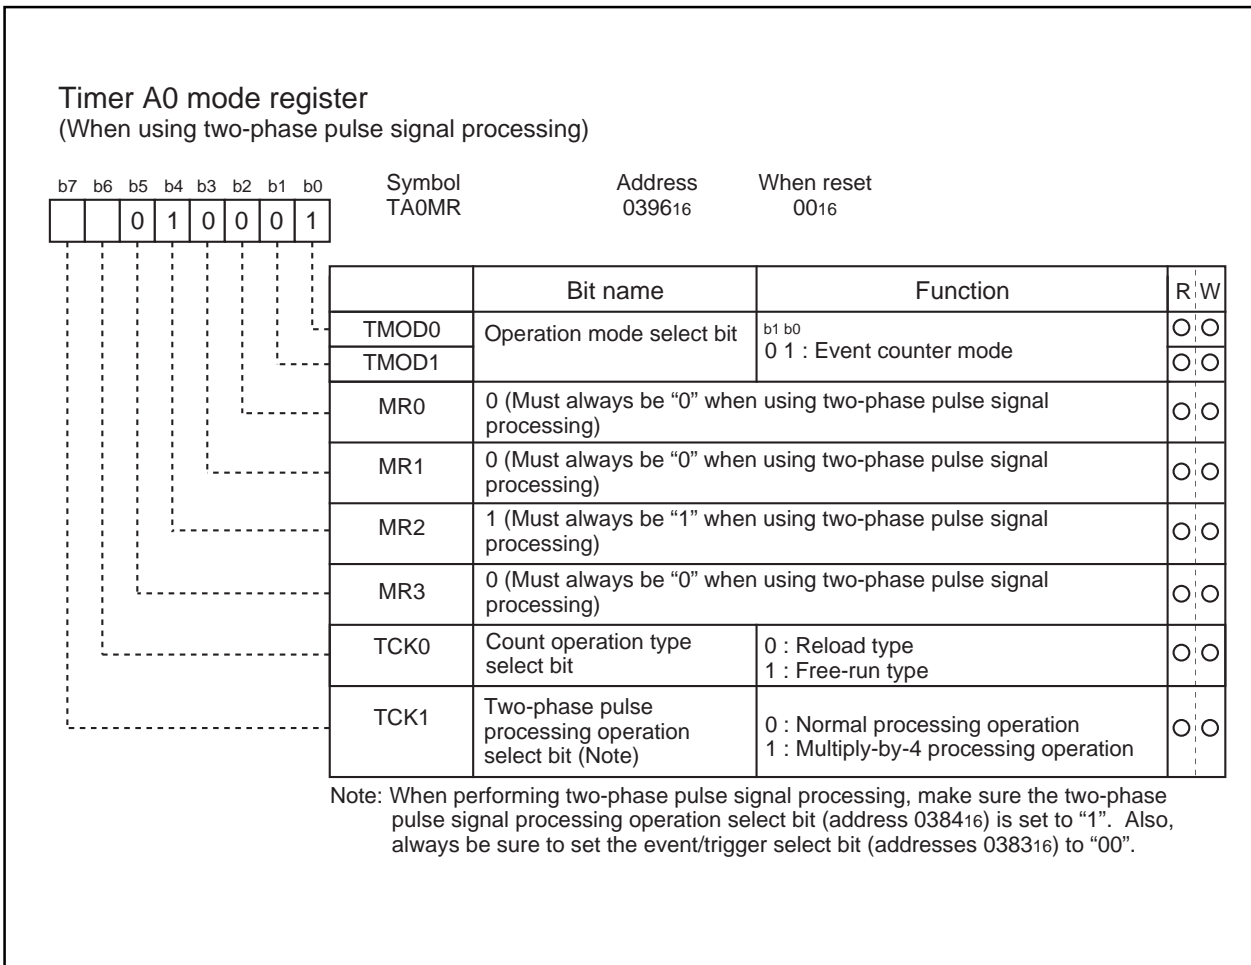 Timer A0 mode register
(When using two-phase pulse signal processing)
b7 b6 b5 b4 b3 b2 b1 b0
Symbol Address When reset
TA0MR 039616 0016
0 1 0 0 0 1
Bit name Function R W
TMOD0 Operation mode select bit b1 b0
TMOD1 0 1 : Event counter mode
MR0 0 (Must always be “0” when using two-phase pulse signal
processing)
MR1 0 (Must always be “0” when using two-phase pulse signal
processing)
MR2 1 (Must always be “1” when using two-phase pulse signal
processing)
MR3 0 (Must always be “0” when using two-phase pulse signal
processing)
TCK0 Count operation type 0 : Reload type
select bit 1 : Free-run type
TCK1 Two-phase pulse
processing operation 0 : Normal processing operation
select bit (Note) 1 : Multiply-by-4 processing operation
Note: When performing two-phase pulse signal processing, make sure the two-phase
pulse signal processing operation select bit (address 038416) is set to “1”. Also,
always be sure to set the event/trigger select bit (addresses 038316) to “00”.